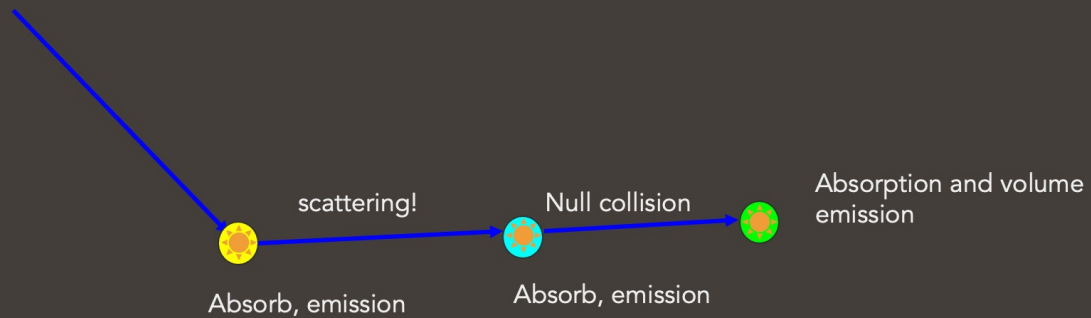 scattering!
Null collision
Absorption and volume
emission
Absorb, emission
Absorb, emission